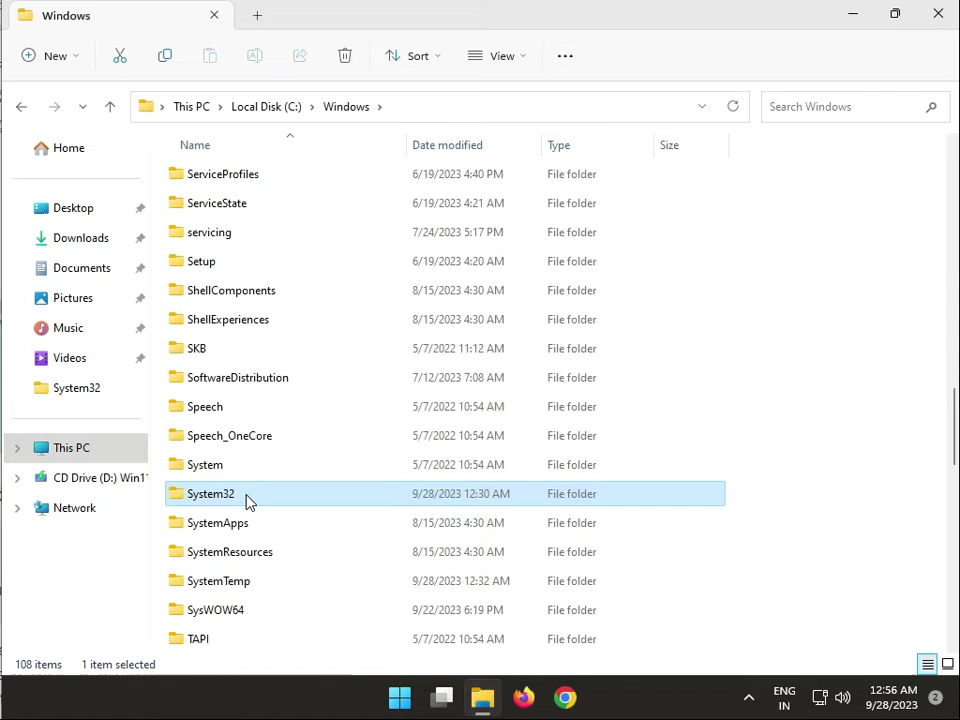 Windows
New
Sort
View
This PC > Local Disk (C:) > Windows >
Search Windows
Name Date modified Type Size
Home
Desktop
Downloads
Documents
Pictures
Music
Videos
System32
This PC
CD Drive (D:) Win1
Network
ServiceProfiles 6/19/2023 4:40 PM File folder
ServiceState 6/19/2023 4:21 AM File folder
servicing 7/24/2023 5:17 PM File folder
Setup 6/19/2023 4:20 AM File folder
ShellComponents 8/15/2023 4:30 AM File folder
ShellExperiences 8/15/2023 4:30 AM File folder
SKB 5/7/2022 11:12 AM File folder
SoftwareDistribution 7/12/2023 7:08 AM File folder
Speech 5/7/2022 10:54 AM File folder
Speech_OneCore 5/7/2022 10:54 AM File folder
System 5/7/2022 10:54 AM File folder
System32 9/28/2023 12:30 AM File folder
SystemApps 8/15/2023 4:30 AM File folder
SystemResources 8/15/2023 4:30 AM File folder
SystemTemp 9/28/2023 12:32 AM File folder
SysWOW64 9/22/2023 6:19 PM File folder
TAPI 5/7/2022 10:54 AM File folder
108 items 1 item selected
ENG
IN
12:56 AM
9/28/2023
2